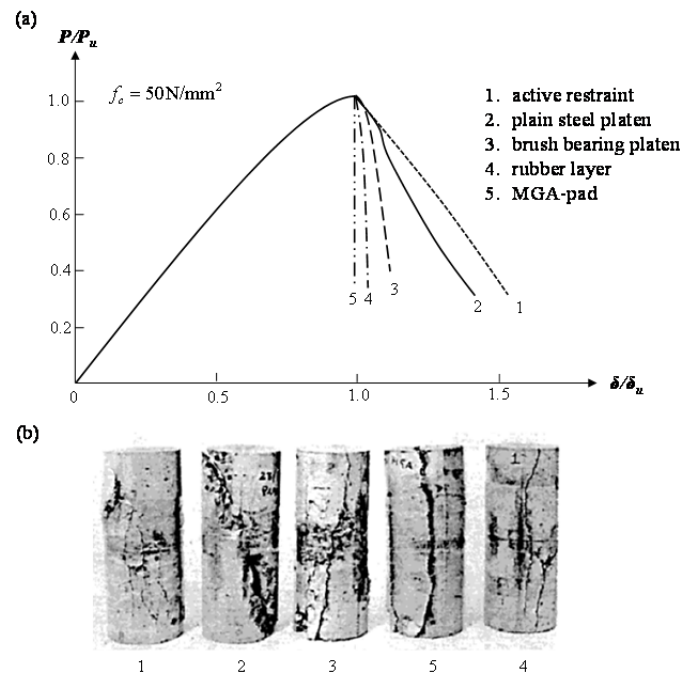 (a)
P/Pu
f_c = 50N/mm²
1. active restraint
2. plain steel platen
3. brush bearing platen
4. rubber layer
5. MGA-pad
1.0
0.8
0.6
0.4
0.2
5 4 3 2 1
0 0.5 1.0 1.5 δ/δu
(b)
1 2 3 5 4